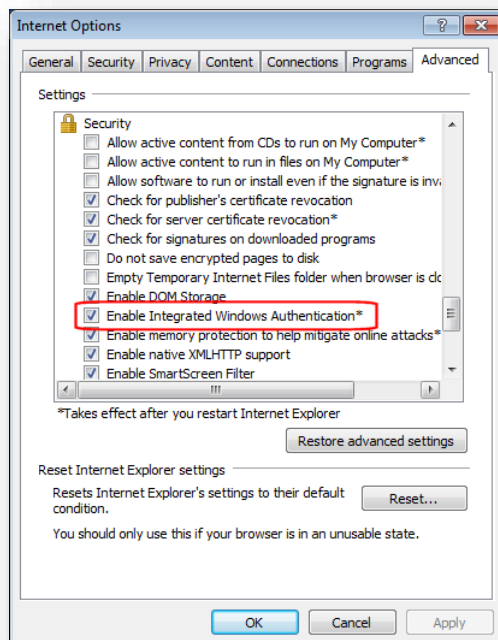 Internet Options
General Security Privacy Content Connections Programs Advanced
Settings
Security
Allow active content from CDs to run on My Computer*
Allow active content to run in files on My Computer*
Allow software to run or install even if the signature is
Check for publisher's certificate revocation
Check for server certificate revocation*
Check for signatures on downloaded programs
Do not save encrypted pages to disk
Empty Temporary Internet Files folder when browser is
Enable DOM Storage
Enable Integrated Windows Authentication*
Enable memory protection to help mitigate online attacks*
Enable native XMLHTTP support
Enable SmartScreen Filter
*Takes effect after you restart Internet Explorer
Restore advanced settings
Reset Internet Explorer settings
Resets Internet Explorer's settings to their default
condition.
Reset...
You should only use this if your browser is in an unusable state.
OK Cancel Apply